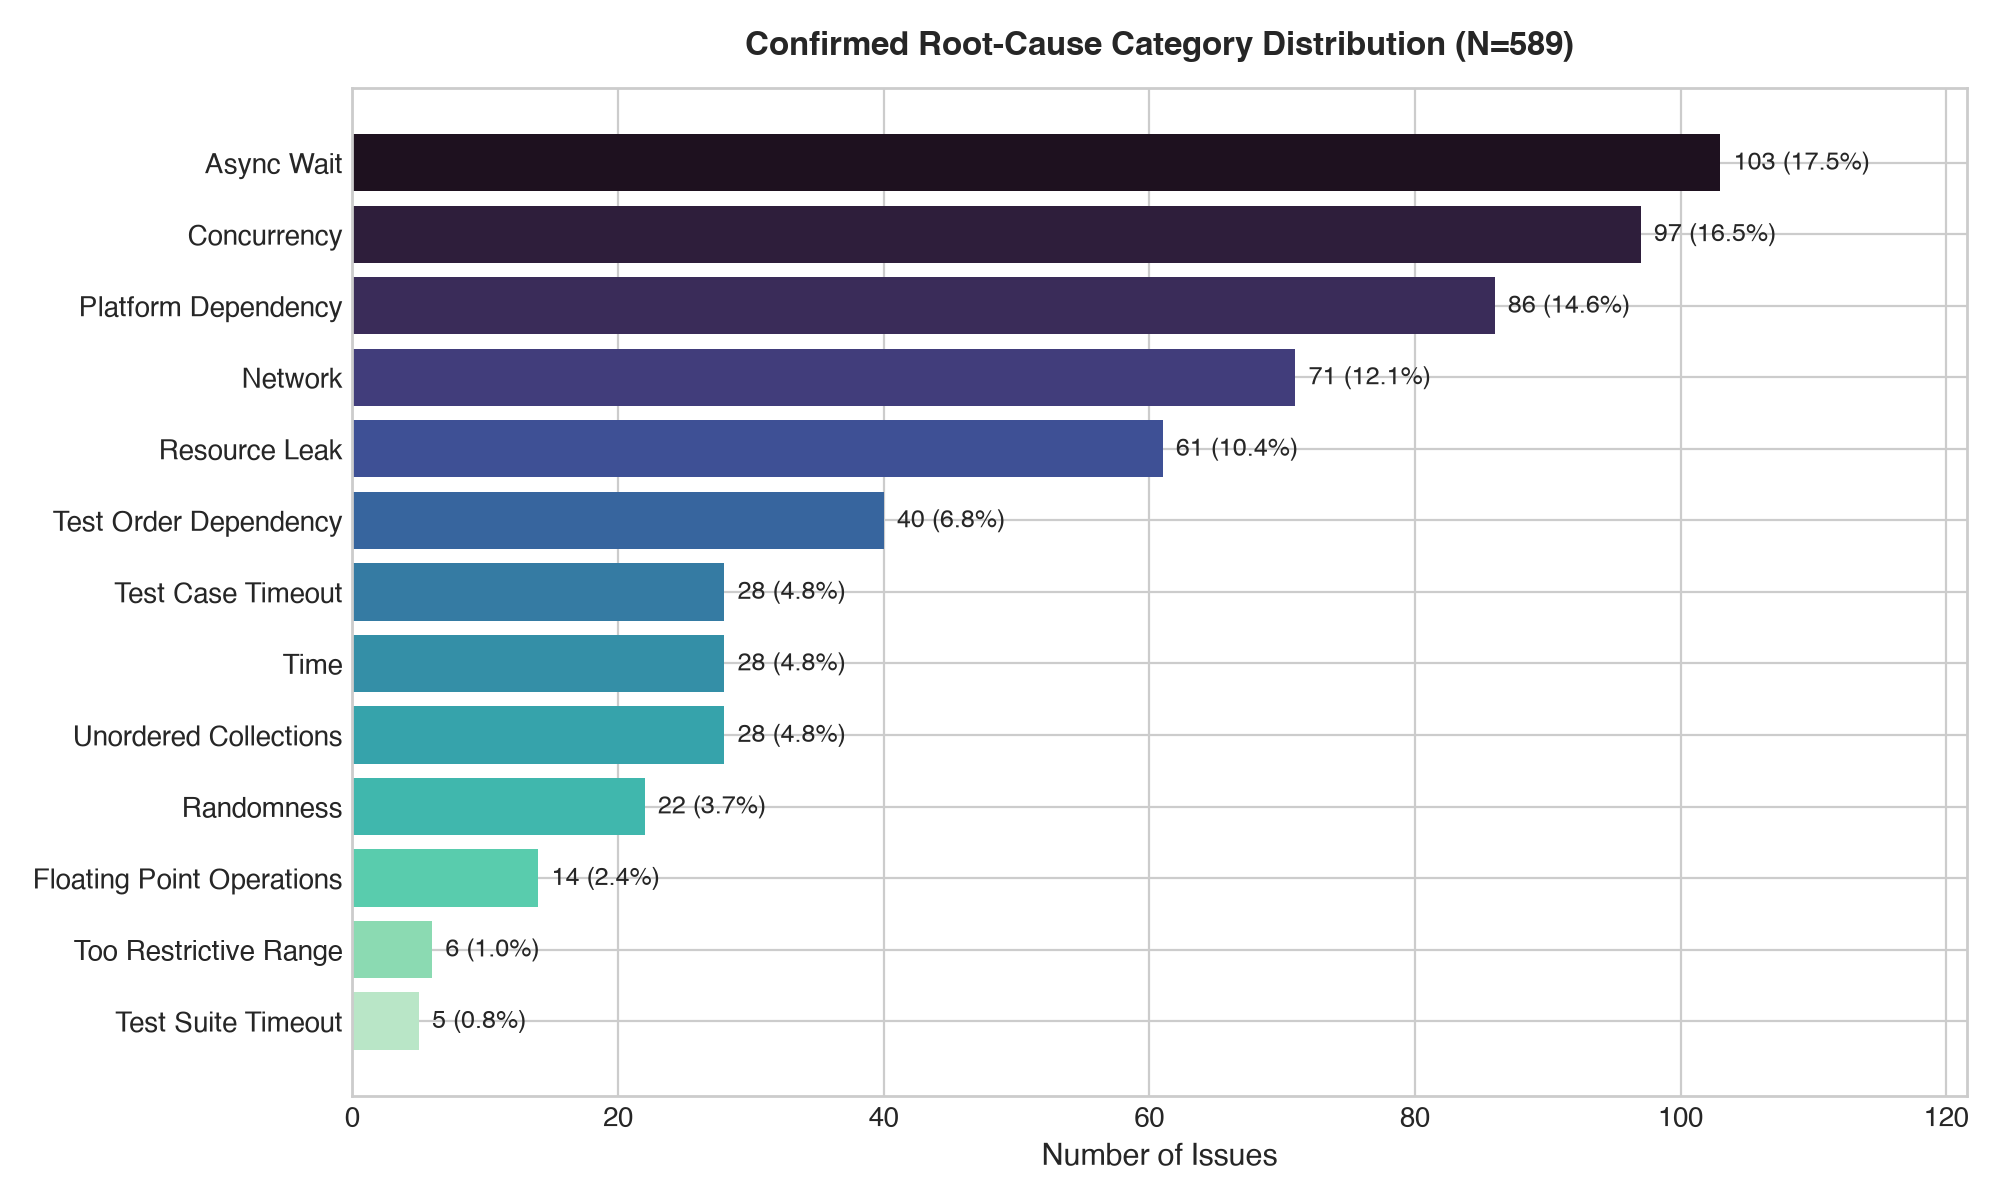 Confirmed Root-Cause Category Distribution (N=589)
Async Wait 103 (17.5%)
Concurrency 97 (16.5%)
Platform Dependency 86 (14.6%)
Network 71 (12.1%)
Resource Leak 61 (10.4%)
Test Order Dependency 40 (6.8%)
Test Case Timeout 28 (4.8%)
Time 28 (4.8%)
Unordered Collections 28 (4.8%)
Randomness 22 (3.7%)
Floating Point Operations 14 (2.4%)
Too Restrictive Range 6 (1.0%)
Test Suite Timeout 5 (0.8%)
0 20 40 60 80 100 120
Number of Issues